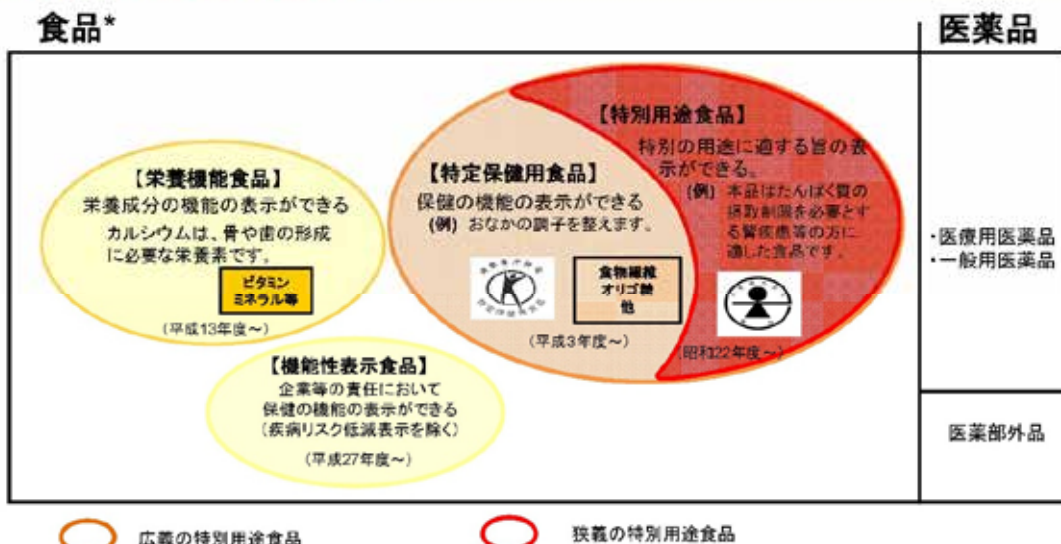 食品*
医薬品
【栄養機能食品】
栄養成分の機能の表示ができる
カルシウムは、骨や歯の形成
に必要な栄養素です。
ビタミン
ミネラル等
(平成13年度～)
【機能性表示食品】
企業等の責任において
保健の機能の表示ができる
(疾病リスク低減表示を除く)
(平成27年度～)
【特定保健用食品】
保健の機能の表示ができる
(例) おなかの調子を整えます。
食物繊維
オリゴ糖
他
(平成3年度～)
【特別用途食品】
特別の用途に適する旨の表
示ができる。
(例) 本品はたんぱく質の
摂取制限を必要とす
る腎疾患等の方に
適した食品です。
(昭和22年度～)
・医療用医薬品
・一般用医薬品
医薬部外品
広義の特別用途食品
狭義の特別用途食品